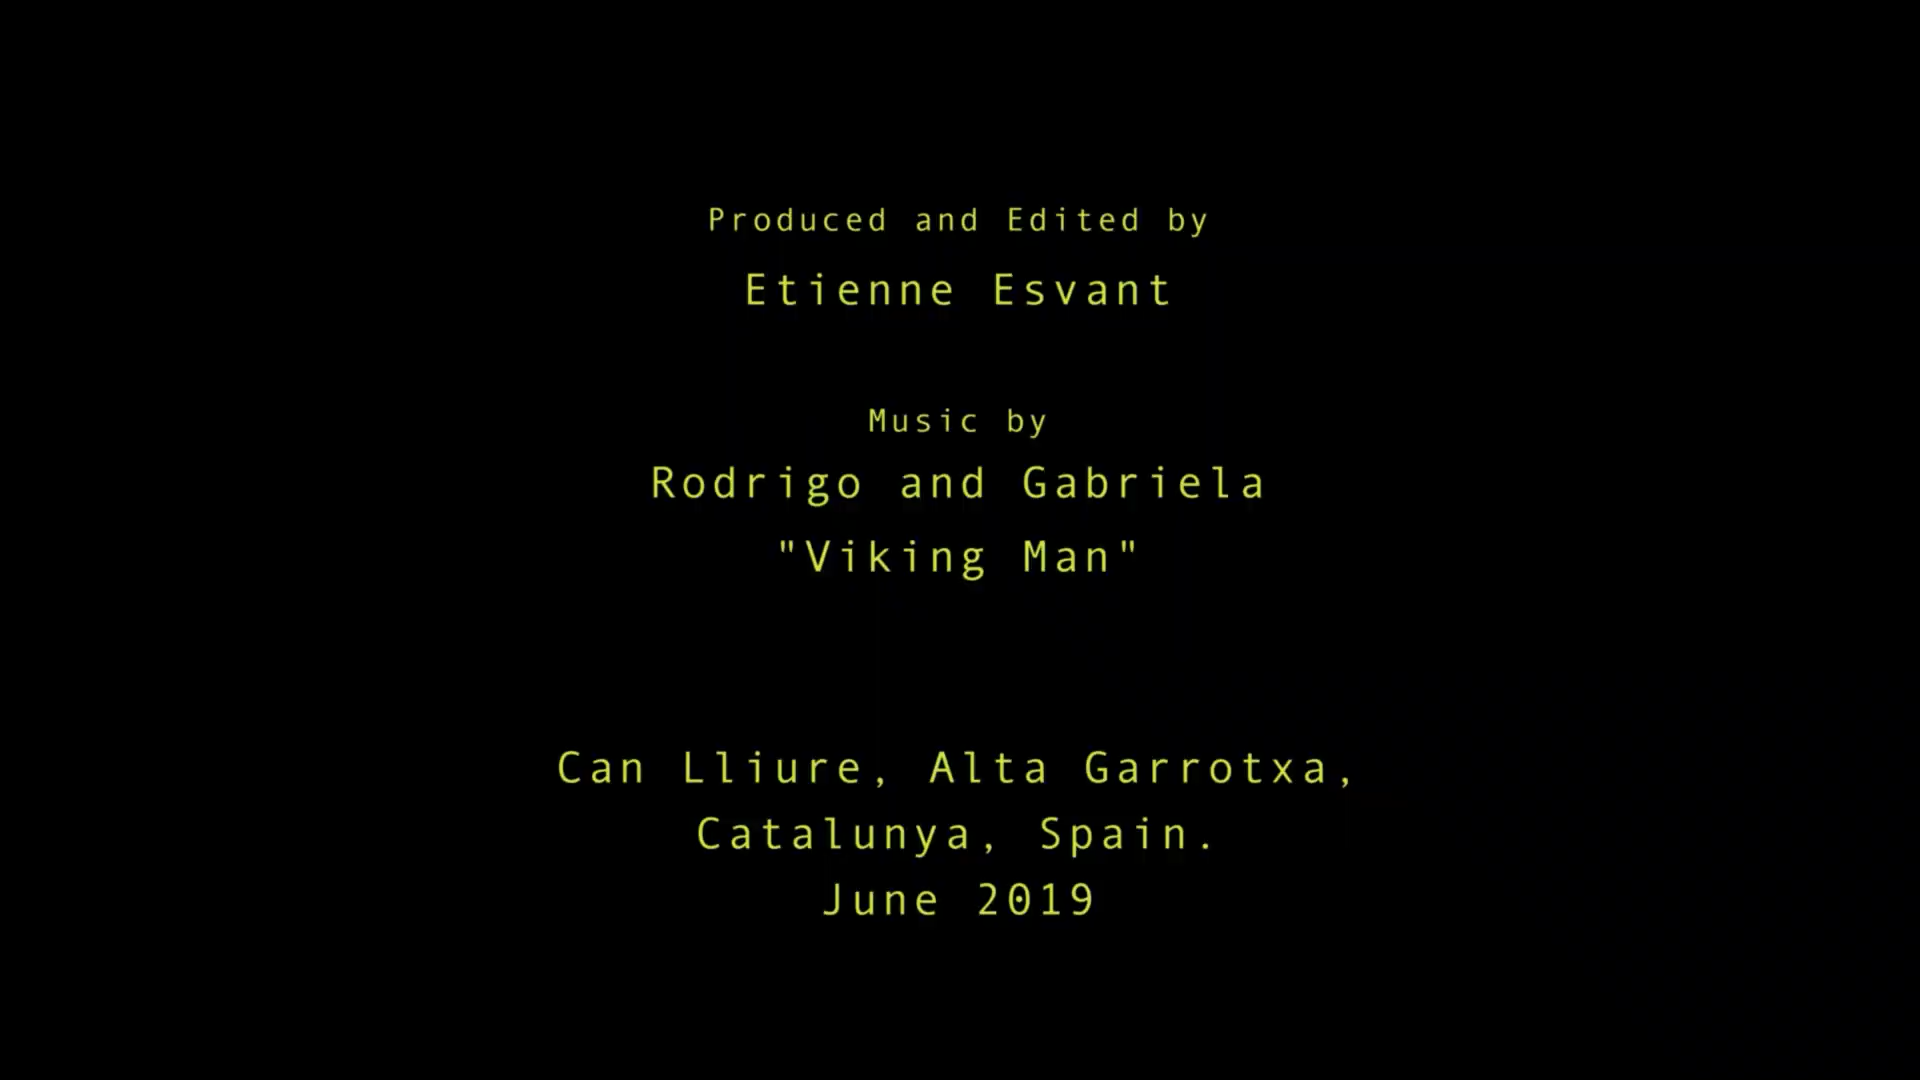 Produced and Edited by
Etienne Esvant
Music by
Rodrigo and Gabriela
"Viking Man"
Can Lliure, Alta Garrotxa,
Catalunya, Spain.
June 2019